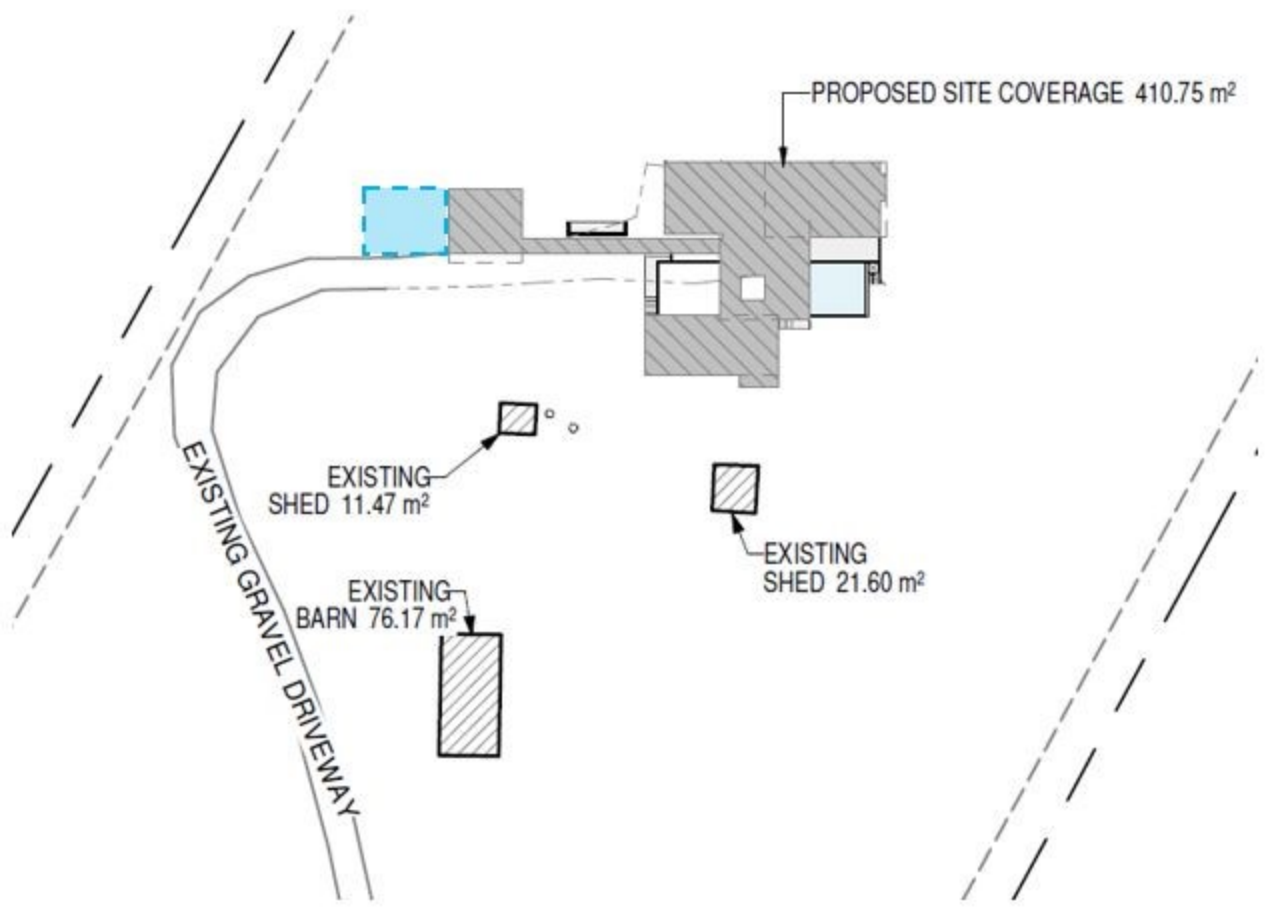 PROPOSED SITE COVERAGE 410.75 m²
EXISTING
SHED 11.47 m²
EXISTING
SHED 21.60 m²
EXISTING
BARN 76.17 m²
EXISTING GRAVEL DRIVEWAY